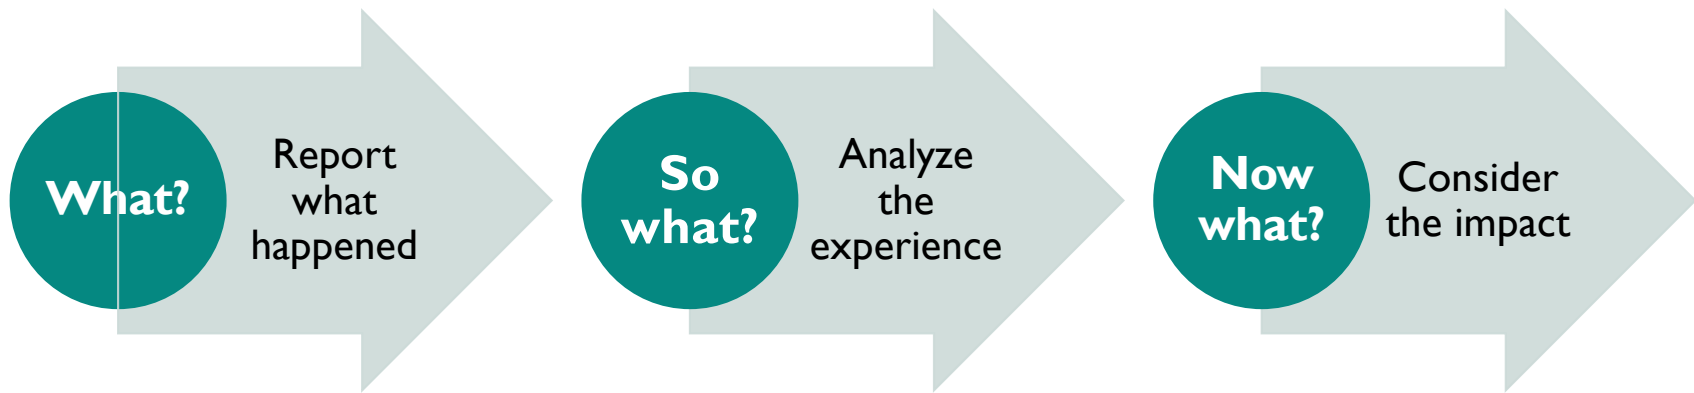 What?
Report
what
happened
So
what?
Analyze
the
experience
Now
what?
Consider
the impact